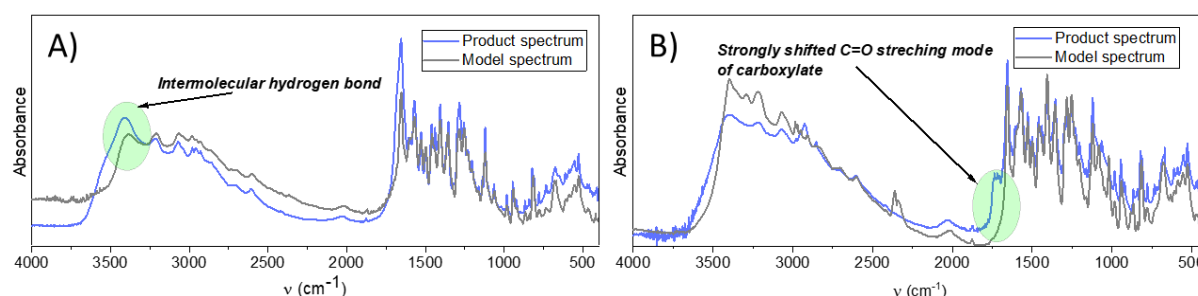 A)
Product spectrum
Model spectrum
Intermolecular hydrogen bond
Absorbance
4000 3500 3000 2500 2000 1500 1000 500
ν (cm-1)
B)
Strongly shifted C=O streching mode
of carboxylate
Product spectrum
Model spectrum
Absorbance
4000 3500 3000 2500 2000 1500 1000 500
ν (cm-1)